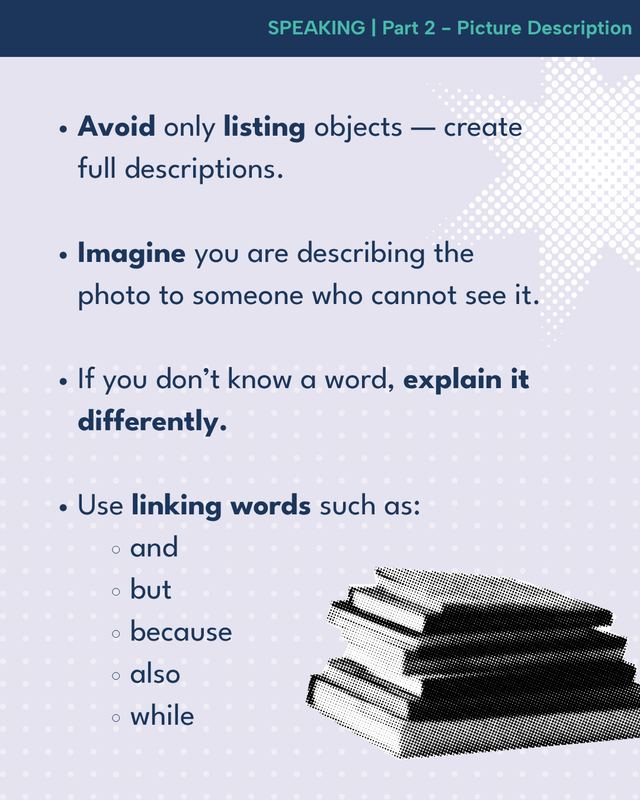 SPEAKING | Part 2 – Picture Description
• Avoid only listing objects — create
full descriptions.
• Imagine you are describing the
photo to someone who cannot see it.
• If you don’t know a word, explain it
differently.
• Use linking words such as:
◦ and
◦ but
◦ because
◦ also
◦ while